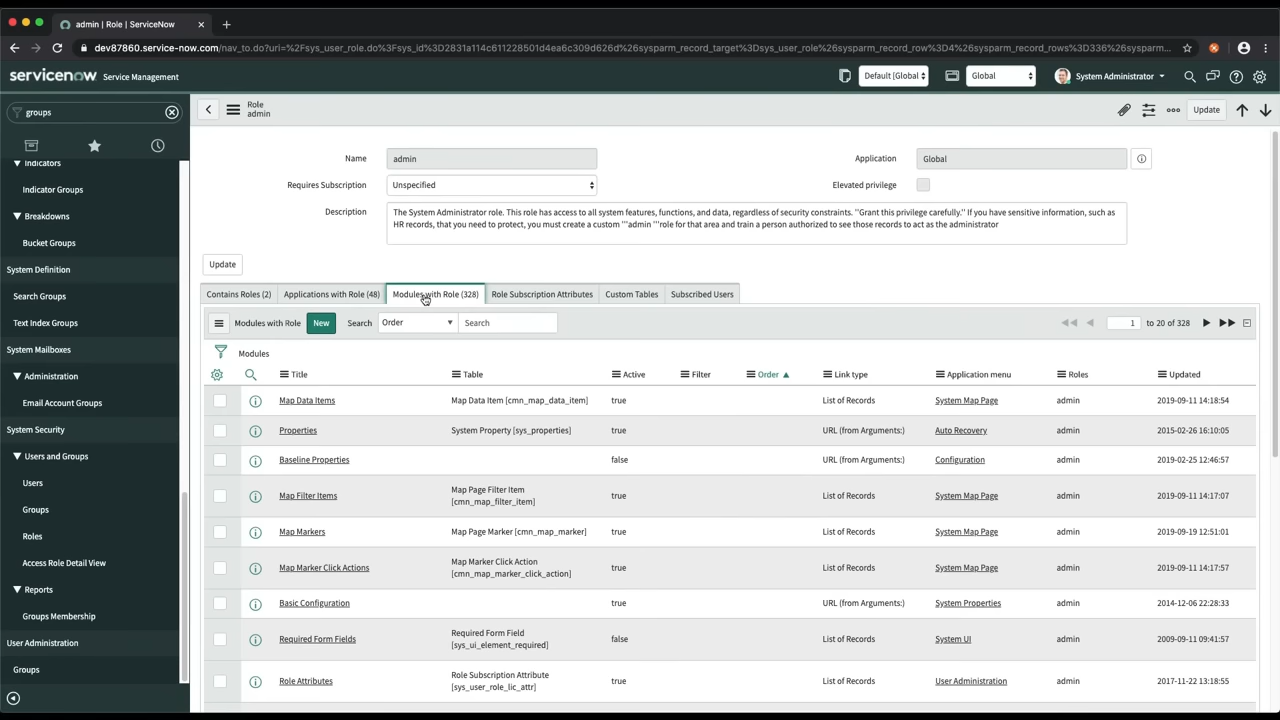 admin | Role | ServiceNow
dev87860.service-now.com/nav_to.do?uri=%2Fsys_user_role.do%3Fsys_id%3D2831a114c611228501d4ea6c309d626d%26sysparm_record_target%3Dsys_user_role%26sysparm_record_row%3D4%26sysparm_record_rows%3D336%26sysparm_rec...
servicenow Service Management
Default [Global
Global
System Administrator
groups
Indicators
Indicator Groups
Breakdowns
Bucket Groups
System Definition
Search Groups
Text Index Groups
System Mailboxes
Administration
Email Account Groups
System Security
Users and Groups
Users
Groups
Roles
Access Role Detail View
Reports
Groups Membership
User Administration
Groups
Role
admin
Update
Name admin Application Global
Requires Subscription Unspecified Elevated privilege
Description The System Administrator role. This role has access to all system features, functions, and data, regardless of security constraints. ''Grant this privilege carefully.'' If you have sensitive information, such as
HR records, that you need to protect, you must create a custom '''admin '''role for that area and train a person authorized to see those records to act as the administrator
Update
Contains Roles (2) Applications with Role (48) Modules with Role (328) Role Subscription Attributes Custom Tables Subscribed Users
Modules with Role New Search Order Search 1 to 20 of 328
Modules
Title Table Active Filter Order Link type Application menu Roles Updated
Map Data Items Map Data Item [cmn_map_data_item] true List of Records System Map Page admin 2019-09-11 14:18:54
Properties System Property [sys_properties] true URL (from Arguments:) Auto Recovery admin 2015-02-26 16:10:05
Baseline Properties false URL (from Arguments:) Configuration admin 2019-02-25 12:46:57
Map Filter Items Map Page Filter Item [cmn_map_filter_item] true List of Records System Map Page admin 2019-09-11 14:17:07
Map Markers Map Page Marker [cmn_map_marker] true List of Records System Map Page admin 2019-09-19 12:51:01
Map Marker Click Actions Map Marker Click Action [cmn_map_marker_click_action] true List of Records System Map Page admin 2019-09-11 14:17:57
Basic Configuration true URL (from Arguments:) System Properties admin 2014-12-06 22:28:33
Required Form Fields Required Form Field [sys_ui_element_required] false List of Records System UI admin 2009-09-11 09:41:57
Role Attributes Role Subscription Attribute [sys_user_role_lic_attr] true List of Records User Administration admin 2017-11-22 13:18:55